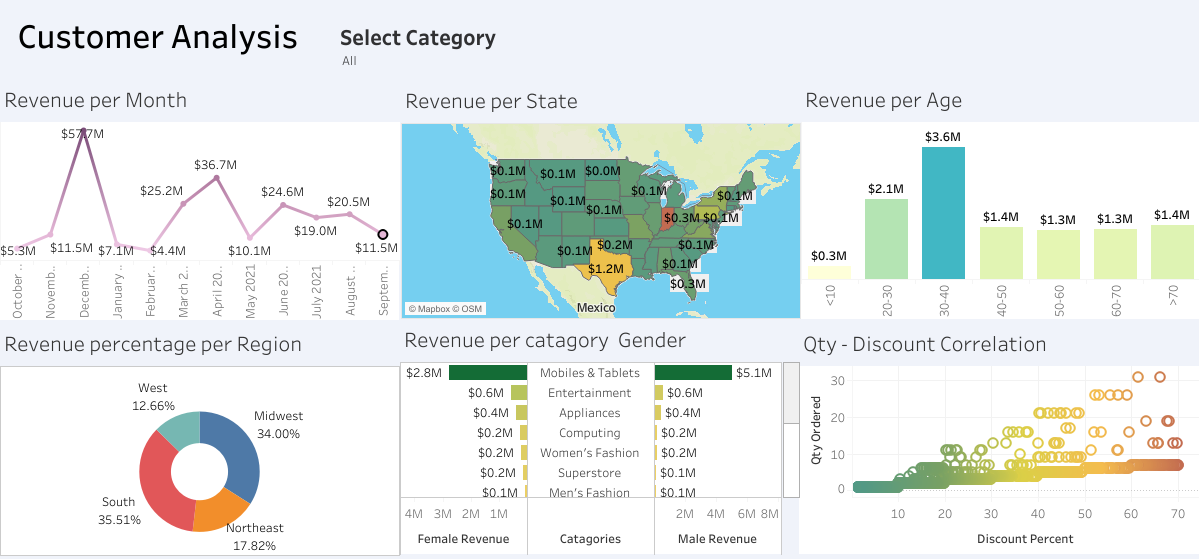 Customer Analysis
Select Category
All
Revenue per Month
$57.7M
$36.7M
$25.2M
$24.6M
$20.5M
$19.0M
$5.3M
$11.5M
$7.1M
$4.4M
$10.1M
$11.5M
October ..
Novemb..
Decemb..
January ..
Februar..
March 2..
April 20..
May 2021
June 20..
July 2021
August ..
Septem..
Revenue per State
$0.1M
$0.1M
$0.0M
$0.1M
$0.1M
$0.1M
$0.1M
$0.1M
$0.1M
$0.3M
$0.1M
$0.1M
$0.1M
$0.2M
$0.1M
$0.1M
$1.2M
$0.3M
Mexico
© Mapbox © OSM
Revenue per Age
$0.3M
$2.1M
$3.6M
$1.4M
$1.3M
$1.3M
$1.4M
<10
20-30
30-40
40-50
50-60
60-70
>70
Revenue percentage per Region
West
12.66%
Midwest
34.00%
South
35.51%
Northeast
17.82%
Revenue per catagory Gender
$2.8M Mobiles & Tablets $5.1M
$0.6M Entertainment $0.6M
$0.4M Appliances $0.4M
$0.2M Computing $0.2M
$0.2M Women's Fashion $0.2M
$0.2M Superstore $0.1M
$0.1M Men's Fashion $0.1M
4M 3M 2M 1M 2M 4M 6M 8M
Female Revenue Catagories Male Revenue
Qty - Discount Correlation
Qty Ordered
30
20
10
0
10 20 30 40 50 60 70
Discount Percent